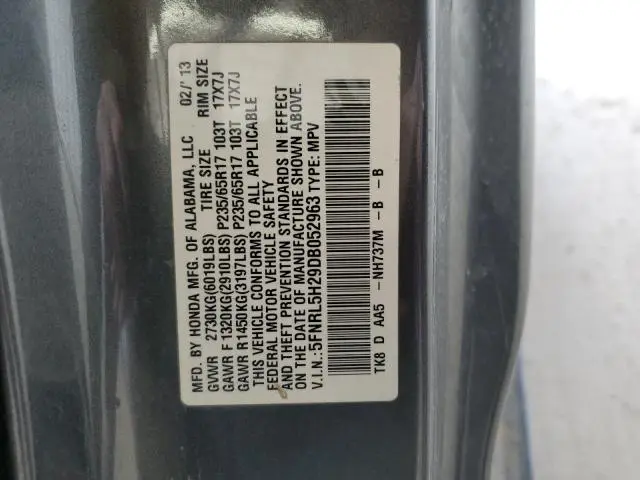 MFD. BY HONDA MFG. OF ALABAMA, LLC 02/'13
GVWR 2730KG(6019LBS) TIRE SIZE RIM SIZE
GAWR F 1320KG(2910LBS) P235/65R17 103T 17X7J
GAWR R1450KG(3197LBS) P235/65R17 103T 17X7J
THIS VEHICLE CONFORMS TO ALL APPLICABLE
FEDERAL MOTOR VEHICLE SAFETY
AND THEFT PREVENTION STANDARDS IN EFFECT
ON THE DATE OF MANUFACTURE SHOWN ABOVE.
V.I.N.:5FNRL5H29DB052963 TYPE: MPV
TK8 D AA5 - NH737M - B - B